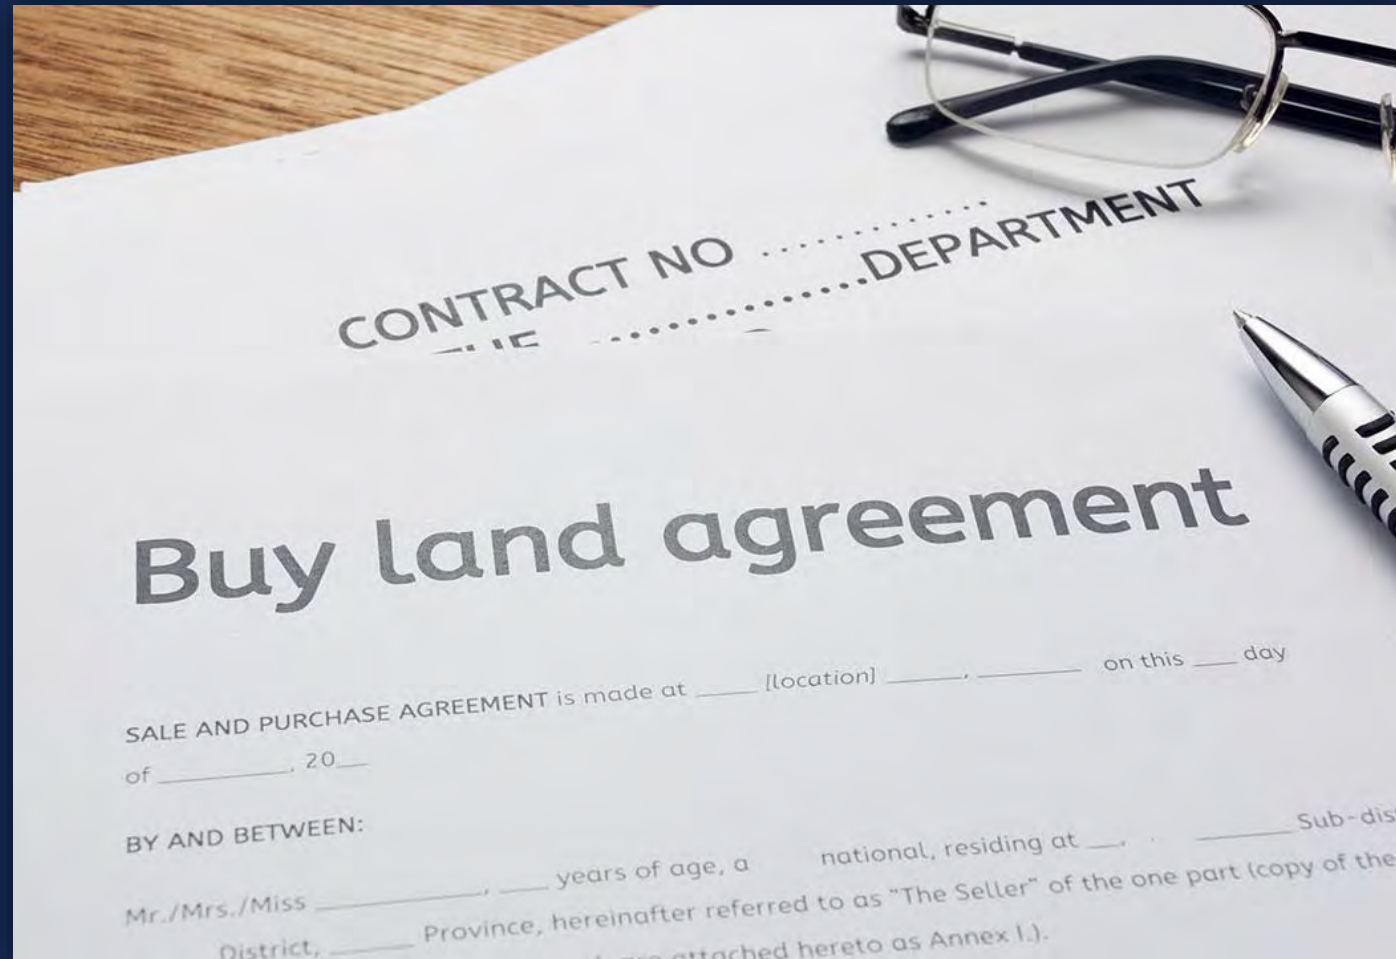 CONTRACT NO ..............
...............DEPARTMENT
Buy land agreement
SALE AND PURCHASE AGREEMENT is made at ____ [location] _____, _______ on this ___ day
of _________, 20__
BY AND BETWEEN:
Mr./Mrs./Miss ___________, ___ years of age, a national, residing at __, ______ Sub-dis
District, _____ Province, hereinafter referred to as "The Seller" of the one part (copy of the
attached hereto as Annex I.).